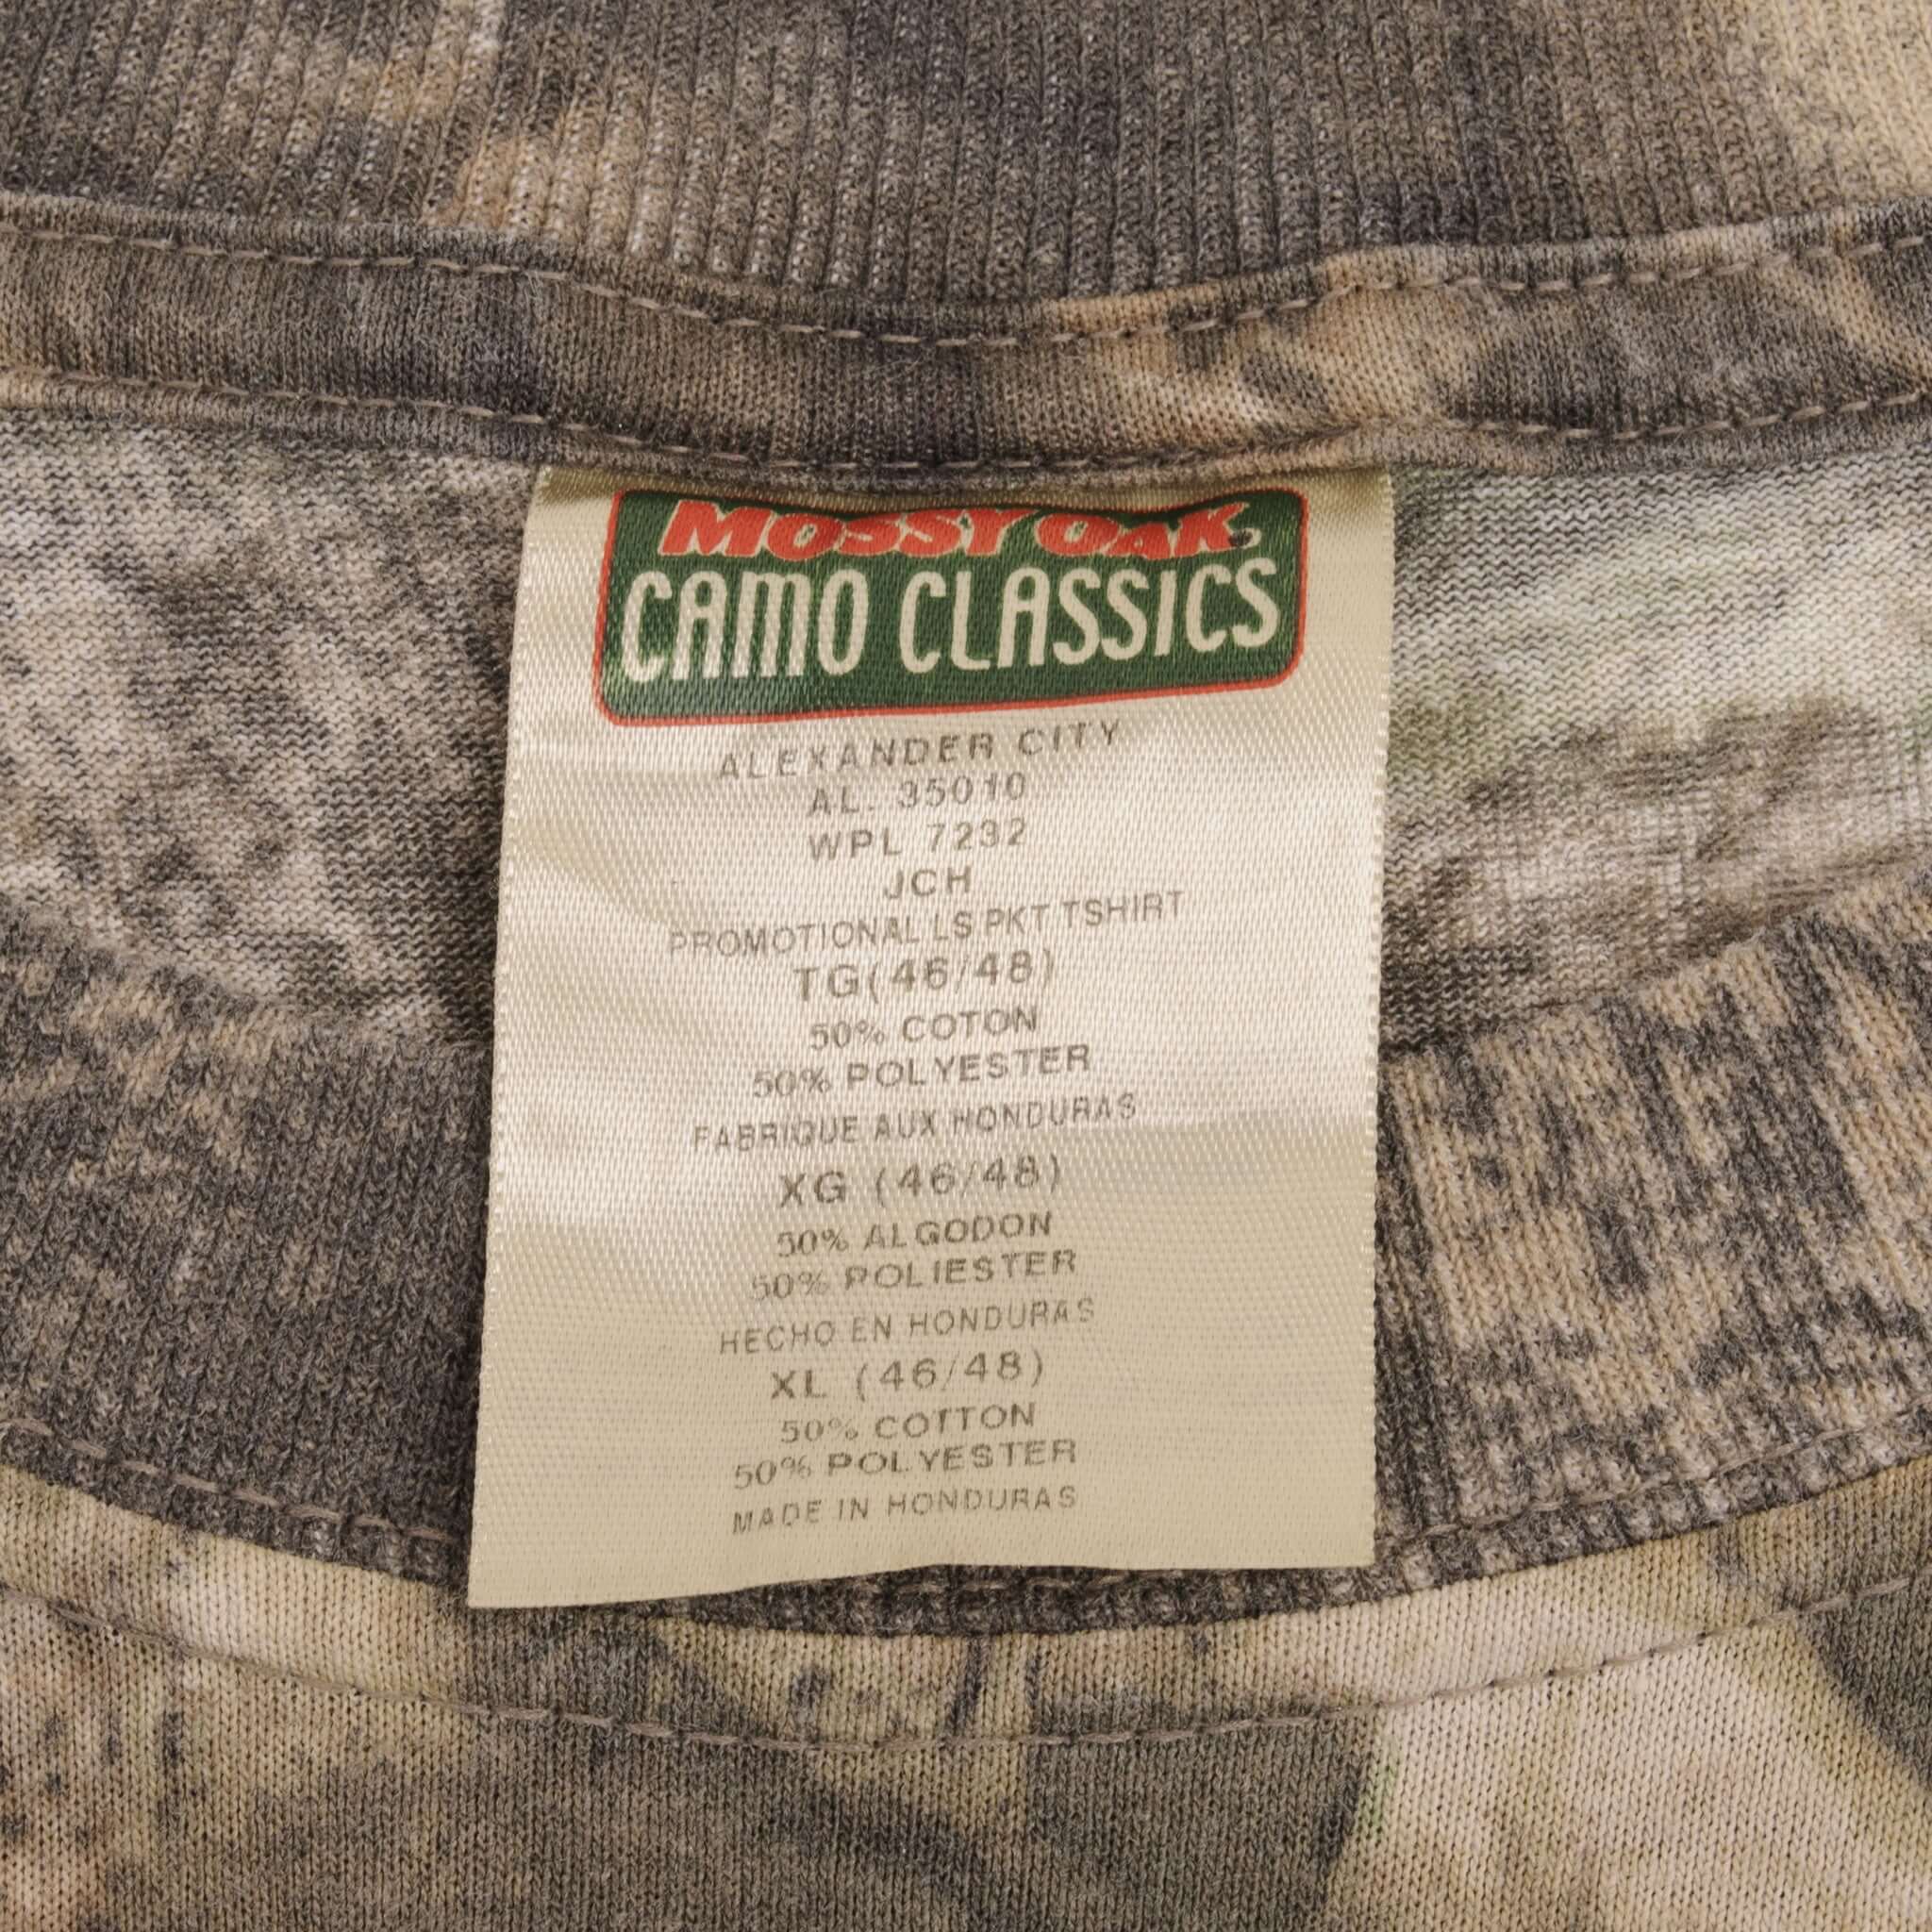 MOSSY OAK
CAMO CLASSICS
ALEXANDER CITY
AL. 35010
WPL 7232
JCH
PROMOTIONAL LS PKT TSHIRT
TG(46/48)
50% COTON
50% POLYESTER
FABRIQUE AUX HONDURAS
XG (46/48)
50% ALGODON
50% POLIESTER
HECHO EN HONDURAS
XL (46/48)
50% COTTON
50% POLYESTER
MADE IN HONDURAS